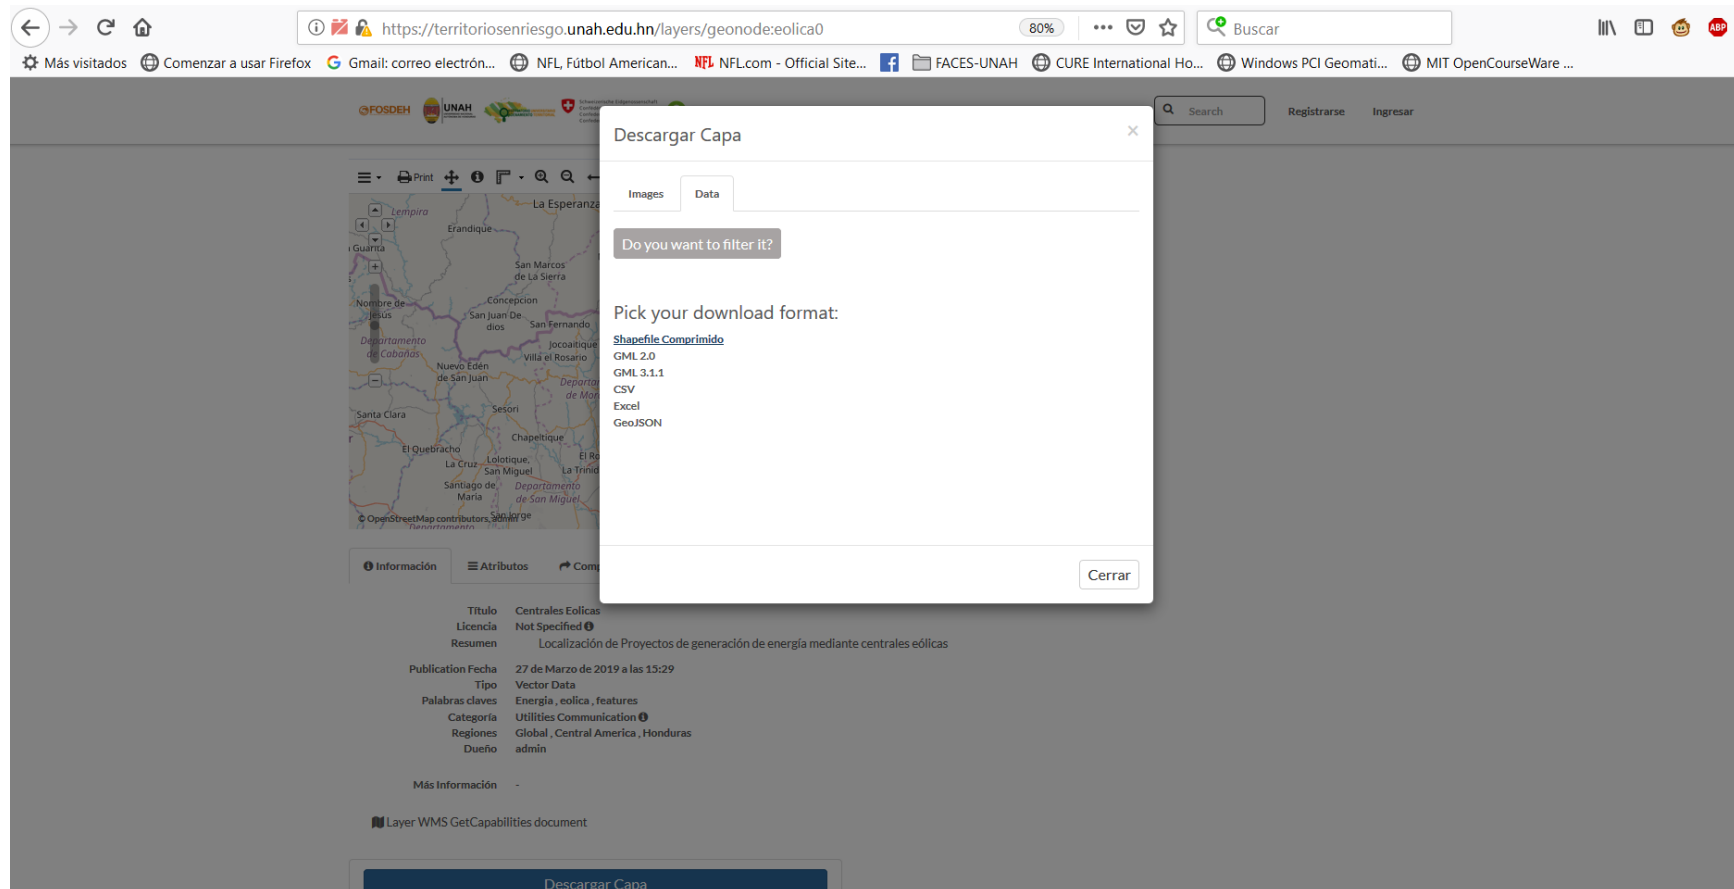 https://territoriosenriesgo.unah.edu.hn/layers/geonode:eolica0
80%
Buscar
ABP
Más visitados
Comenzar a usar Firefox
Gmail: correo electrón...
NFL, Fútbol American...
NFL.com - Official Site...
FACES-UNAH
CURE International Ho...
Windows PCI Geomati...
MIT OpenCourseWare ...
FOSDEH
UNAH
Search
Registrarse
Ingresar
Descargar Capa
×
Images
Data
Do you want to filter it?
Pick your download format:
Shapefile Comprimido
GML 2.0
GML 3.1.1
CSV
Excel
GeoJSON
Cerrar
Print
Lempira
La Esperanza
Erandique
Guarita
San Marcos
de La Sierra
Nombre de
Jesús
Concepcion
San Juan De
dios
San Fernando
Departamento
de Cabañas
Jocoaitique
Villa el Rosario
Nuevo Edén
de San Juan
Santa Clara
Sesori
Chapeltique
El Quebracho
La Cruz
Lolotique,
San Miguel
Santiago de
María
Departamento
de San Miguel
San Jorge
© OpenStreetMap contributors, admin
Departamento
Información
Atributos
Título Centrales Eolicas
Licencia Not Specified
Resumen Localización de Proyectos de generación de energía mediante centrales eólicas
Publication Fecha 27 de Marzo de 2019 a las 15:29
Tipo Vector Data
Palabras claves Energia , eolica , features
Categoría Utilities Communication
Regiones Global , Central America , Honduras
Dueño admin
Más Información -
Layer WMS GetCapabilities document
Descargar Capa